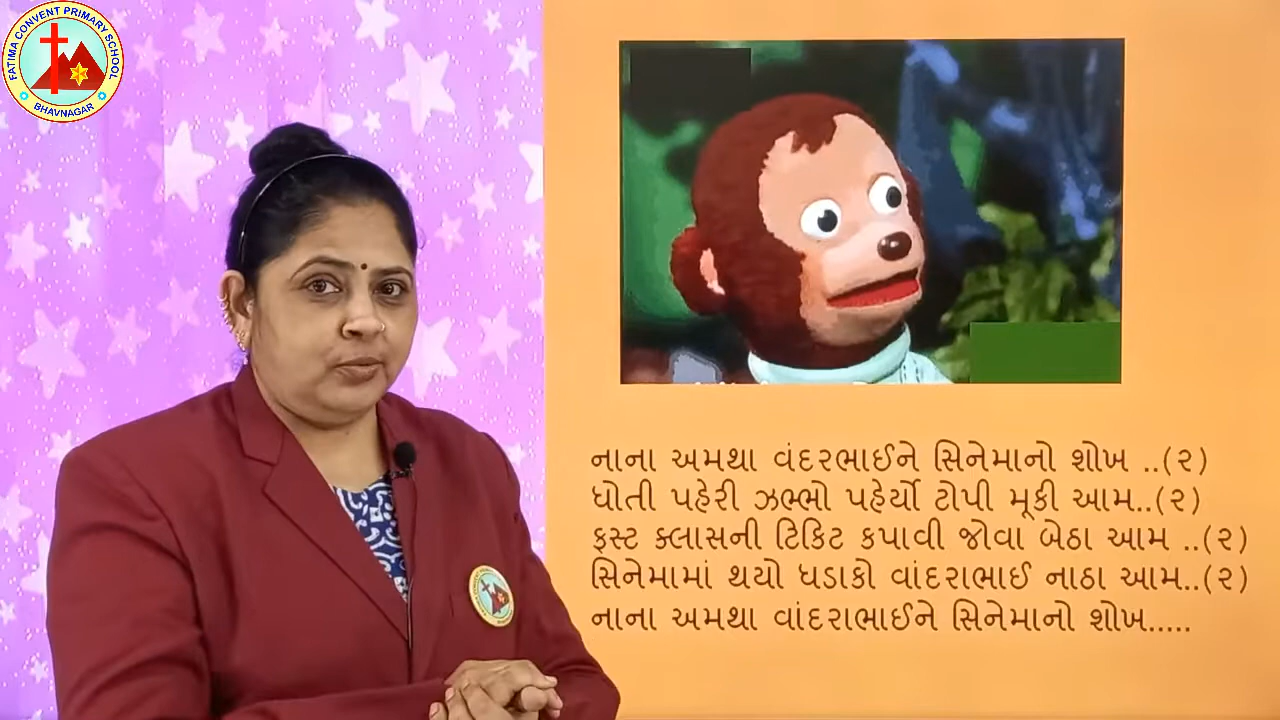 FATIMA CONVENT PRIMARY SCHOOL
BHAVNAGAR
નાના અમથા વંદરભાઈને સિનેમાનો શોખ ..(૨)
ધોતી પહેરી ઝભ્ભો પહેર્યો ટોપી મૂકી આમ..(૨)
ફસ્ટ ક્લાસની ટિકિટ કપાવી જોવા બેઠા આમ ..(૨)
સિનેમામાં થયો ધડાકો વાંદરાભાઈ નાઠા આમ..(૨)
નાના અમથા વાંદરાભાઈને સિનેમાનો શોખ.....